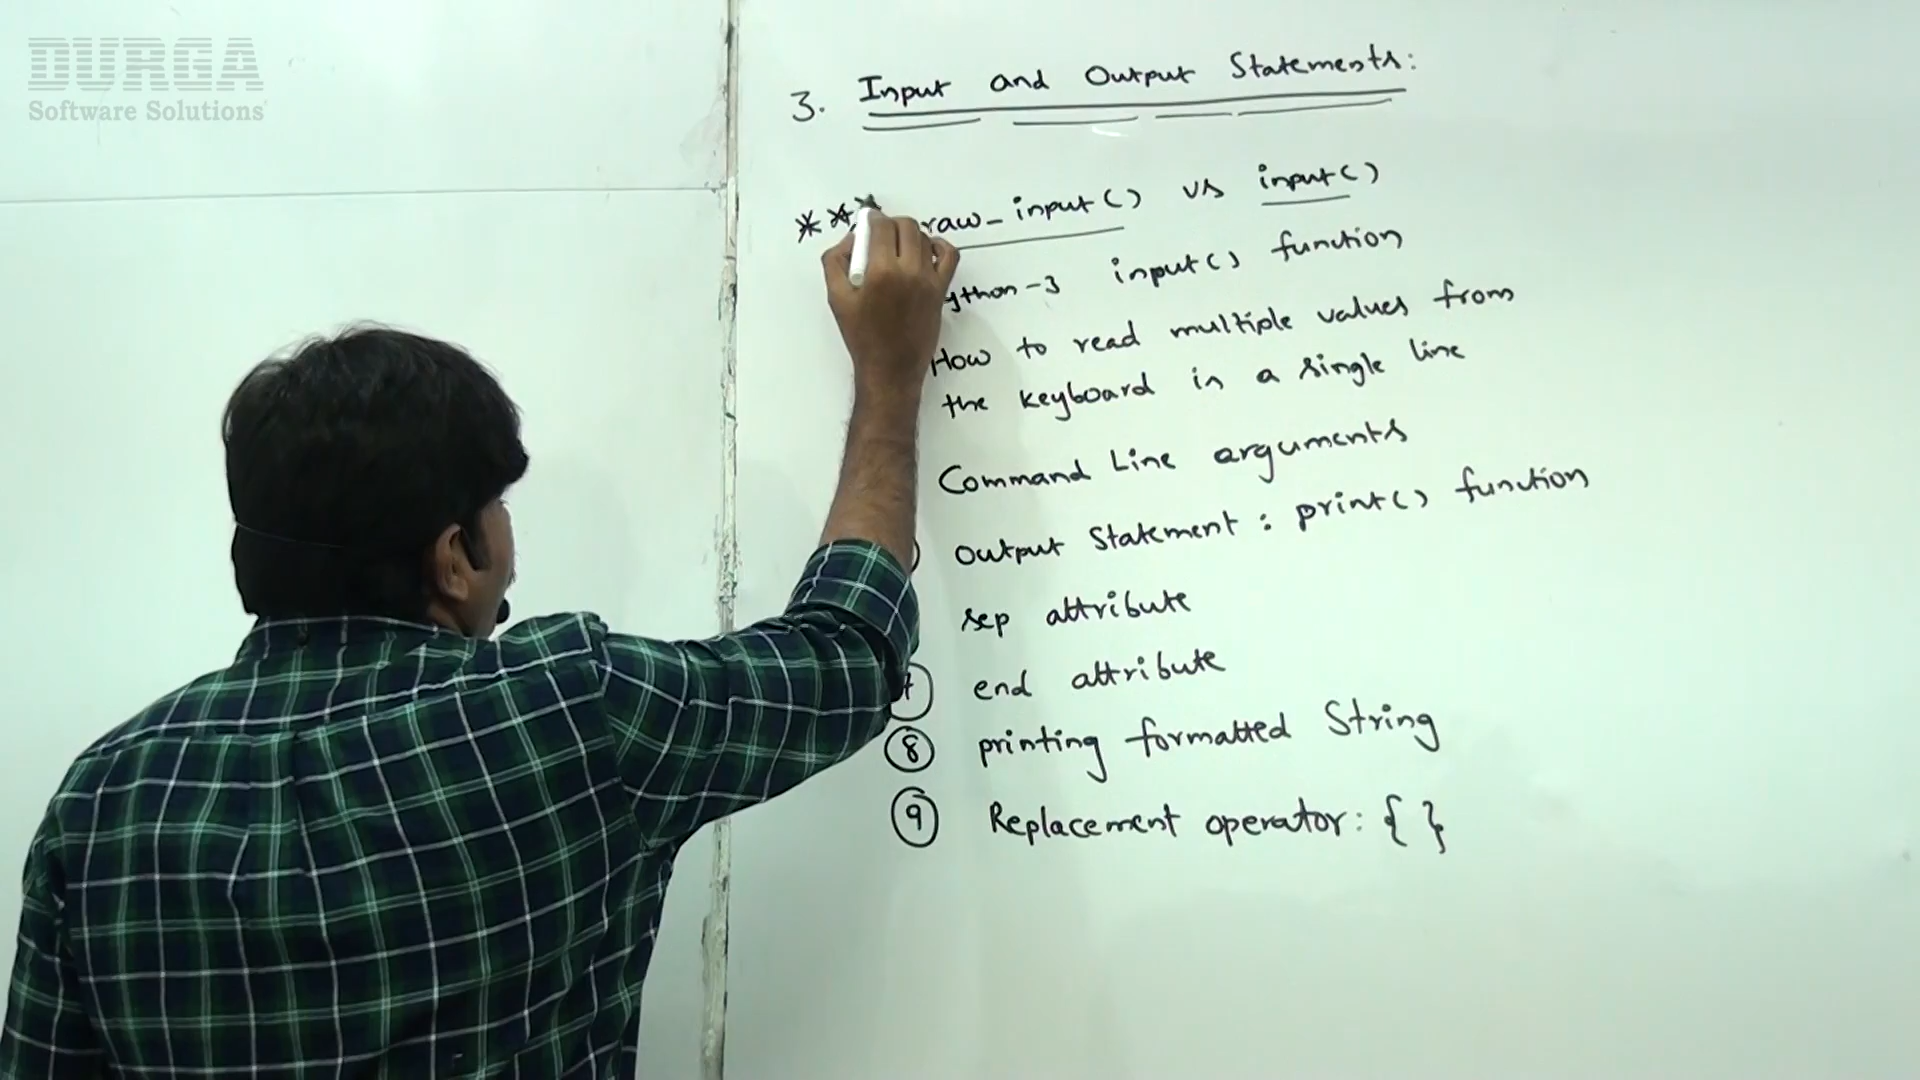 DURGA
Software Solutions
3. Input and Output Statements:
*** raw_input() vs input()
ython-3 input() function
How to read multiple values from
the keyboard in a single line
Command Line arguments
Output Statement : print() function
sep attribute
end attribute
8 printing formatted String
9 Replacement operator: { }